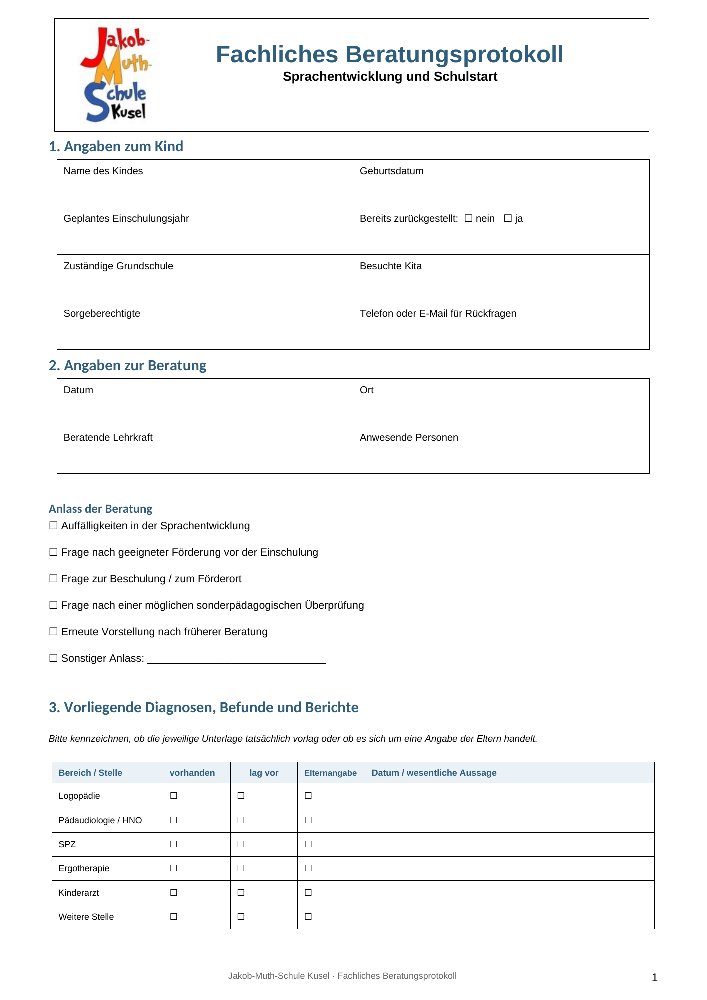 Jakob-
Muth-
Schule
Kusel
Fachliches Beratungsprotokoll
Sprachentwicklung und Schulstart
1. Angaben zum Kind
Name des Kindes
Geburtsdatum
Geplantes Einschulungsjahr
Bereits zurückgestellt: ☐ nein ☐ ja
Zuständige Grundschule
Besuchte Kita
Sorgeberechtigte
Telefon oder E-Mail für Rückfragen
2. Angaben zur Beratung
Datum
Ort
Beratende Lehrkraft
Anwesende Personen
Anlass der Beratung
☐ Auffälligkeiten in der Sprachentwicklung
☐ Frage nach geeigneter Förderung vor der Einschulung
☐ Frage zur Beschulung / zum Förderort
☐ Frage nach einer möglichen sonderpädagogischen Überprüfung
☐ Erneute Vorstellung nach früherer Beratung
☐ Sonstiger Anlass: ______________________________
3. Vorliegende Diagnosen, Befunde und Berichte
Bitte kennzeichnen, ob die jeweilige Unterlage tatsächlich vorlag oder ob es sich um eine Angabe der Eltern handelt.
Bereich / Stelle vorhanden lag vor Elternangabe Datum / wesentliche Aussage
Logopädie ☐ ☐ ☐
Pädaudiologie / HNO ☐ ☐ ☐
SPZ ☐ ☐ ☐
Ergotherapie ☐ ☐ ☐
Kinderarzt ☐ ☐ ☐
Weitere Stelle ☐ ☐ ☐
Jakob-Muth-Schule Kusel · Fachliches Beratungsprotokoll
1